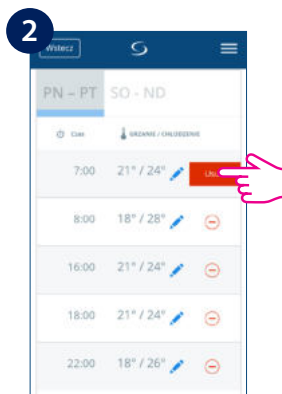 2
Wstecz
PN – PT SO - ND
Czas GRZANIE / CHŁODZENIE
7:00 21° / 24°
8:00 18° / 28°
16:00 21° / 24°
18:00 21° / 24°
22:00 18° / 26°